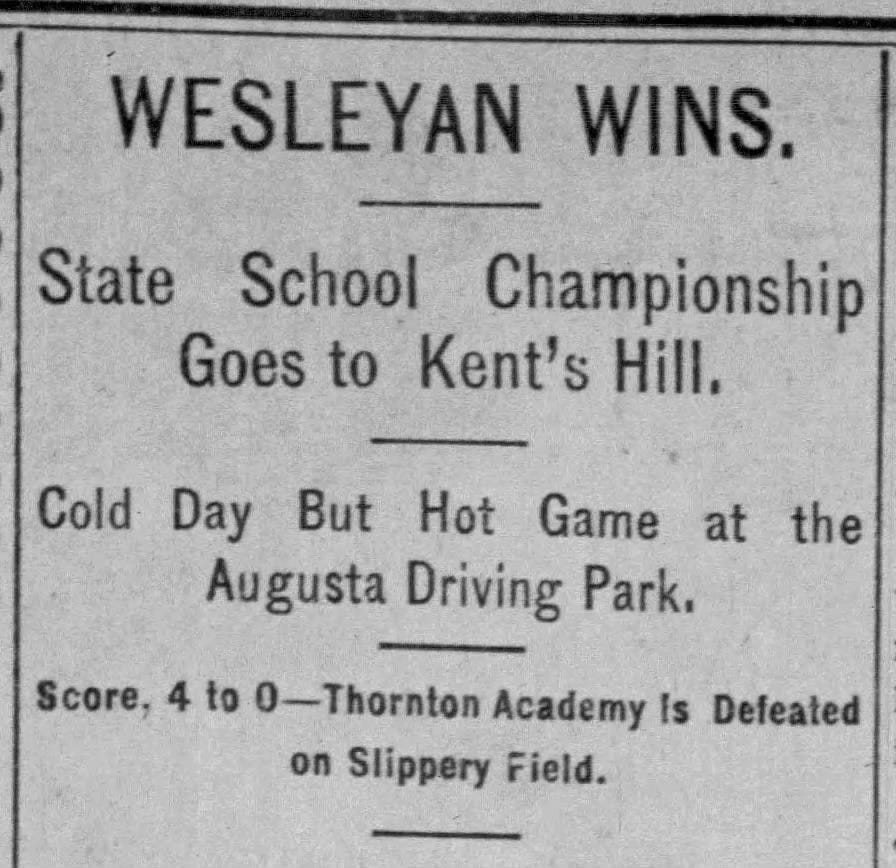 WESLEYAN WINS.
State School Championship
Goes to Kent's Hill.
Cold Day But Hot Game at the
Augusta Driving Park.
Score, 4 to 0—Thornton Academy Is Defeated
on Slippery Field.